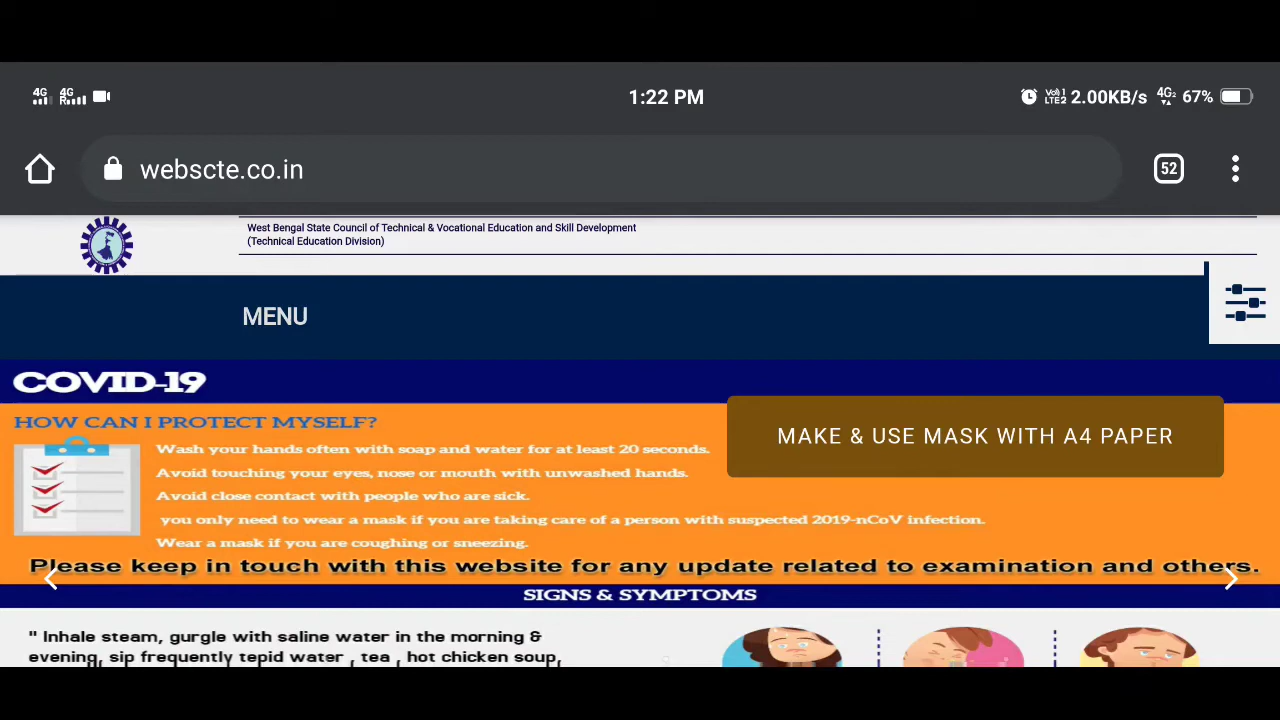 4G 4G R 1:22 PM Vo)) 1 LTE2 2.00KB/s 4G2 67%
webscte.co.in 52
West Bengal State Council of Technical & Vocational Education and Skill Development
(Technical Education Division)
MENU
COVID-19
HOW CAN I PROTECT MYSELF?
MAKE & USE MASK WITH A4 PAPER
Wash your hands often with soap and water for at least 20 seconds.
Avoid touching your eyes, nose or mouth with unwashed hands.
Avoid close contact with people who are sick.
you only need to wear a mask if you are taking care of a person with suspected 2019-nCoV infection.
Wear a mask if you are coughing or sneezing.
Please keep in touch with this website for any update related to examination and others.
SIGNS & SYMPTOMS
" Inhale steam, gurgle with saline water in the morning &
evening, sip frequently tepid water , tea , hot chicken soup,